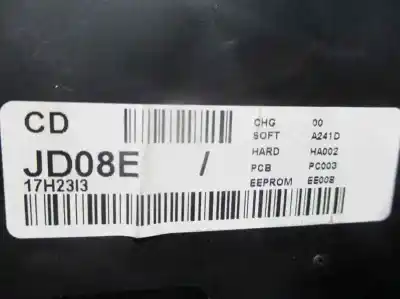 CD
JD08E /
17H23I3
CHG 00
SOFT A241D
HARD HA002
PCB PC003
EEPROM EE00B